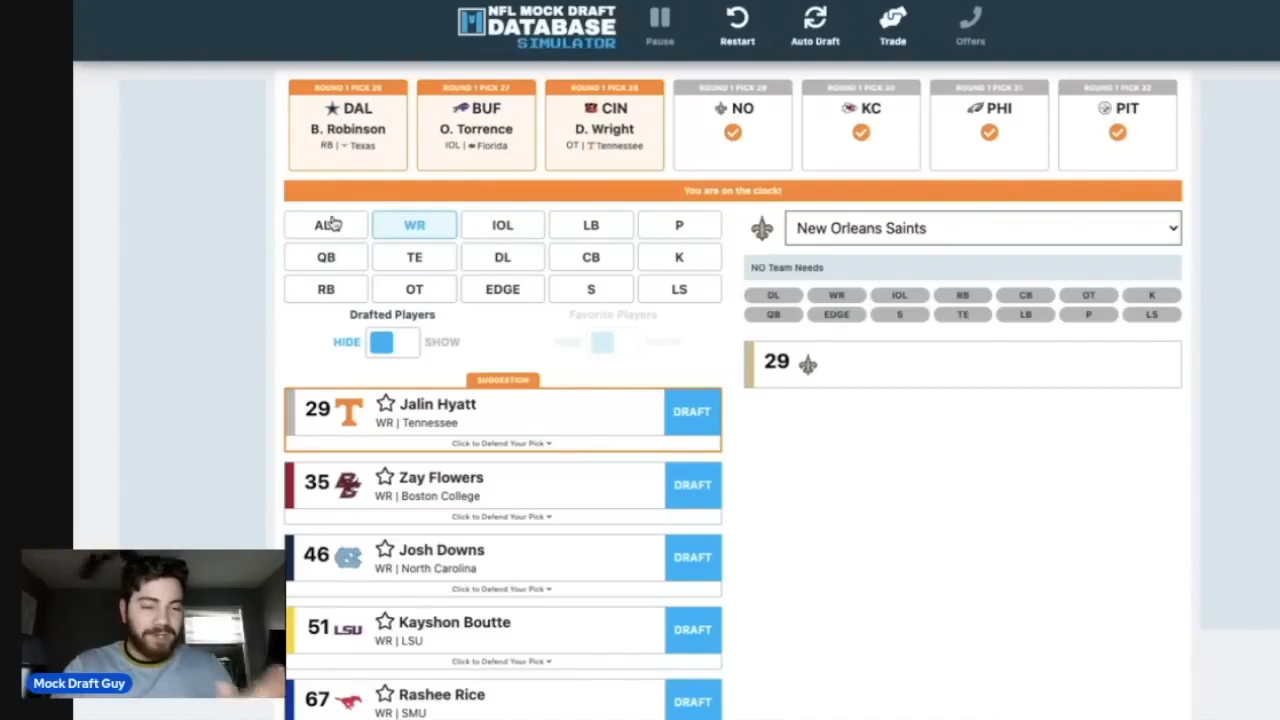 NFL MOCK DRAFT
DATABASE
SIMULATOR
Pause
Restart
Auto Draft
Trade
Offers
ROUND 1 PICK 26
DAL
B. Robinson
RB | Texas
ROUND 1 PICK 27
BUF
O. Torrence
IOL | Florida
ROUND 1 PICK 28
CIN
D. Wright
OT | Tennessee
ROUND 1 PICK 29
NO
ROUND 1 PICK 30
KC
ROUND 1 PICK 31
PHI
ROUND 1 PICK 32
PIT
You are on the clock!
WR
IOL
LB
P
QB
TE
DL
CB
K
RB
OT
EDGE
S
LS
Drafted Players
HIDE
SHOW
Favorite Players
HIDE
New Orleans Saints
NO Team Needs
DL WR IOL RB CB OT K
QB EDGE S TE LB P LS
29
SUGGESTION
29 Jalin Hyatt
WR | Tennessee
DRAFT
Click to Defend Your Pick
35 Zay Flowers
WR | Boston College
DRAFT
Click to Defend Your Pick
46 Josh Downs
WR | North Carolina
DRAFT
Click to Defend Your Pick
51 LSU Kayshon Boutte
WR | LSU
DRAFT
Click to Defend Your Pick
67 Rashee Rice
WR | SMU
DRAFT
Mock Draft Guy